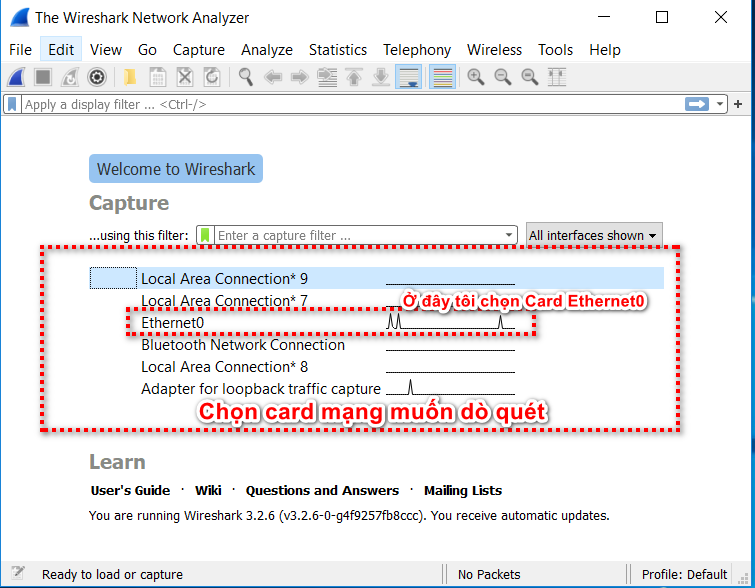 The Wireshark Network Analyzer
File Edit View Go Capture Analyze Statistics Telephony Wireless Tools Help
Apply a display filter ... <Ctrl-/>
Welcome to Wireshark
Capture
...using this filter: Enter a capture filter ... All interfaces shown
Local Area Connection* 9
Local Area Connection* 7
Ở đây tôi chọn Card Ethernet0
Ethernet0
Bluetooth Network Connection
Local Area Connection* 8
Adapter for loopback traffic capture
Chọn card mạng muốn dò quét
Learn
User's Guide · Wiki · Questions and Answers · Mailing Lists
You are running Wireshark 3.2.6 (v3.2.6-0-g4f9257fb8ccc). You receive automatic updates.
Ready to load or capture No Packets Profile: Default